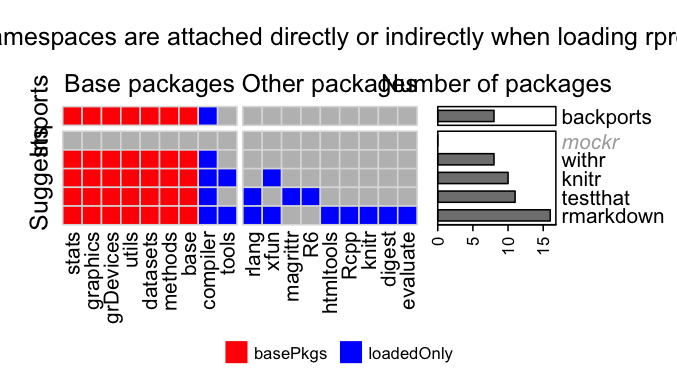 amespaces are attached directly or indirectly when loading rpr
Base packages
Other packages
Number of packages
Imports
Suggests
backports
mockr
withr
knitr
testthat
rmarkdown
0
5
10
15
stats
graphics
grDevices
utils
datasets
methods
base
compiler
tools
rlang
xfun
magrittr
R6
htmltools
Rcpp
knitr
digest
evaluate
basePkgs
loadedOnly